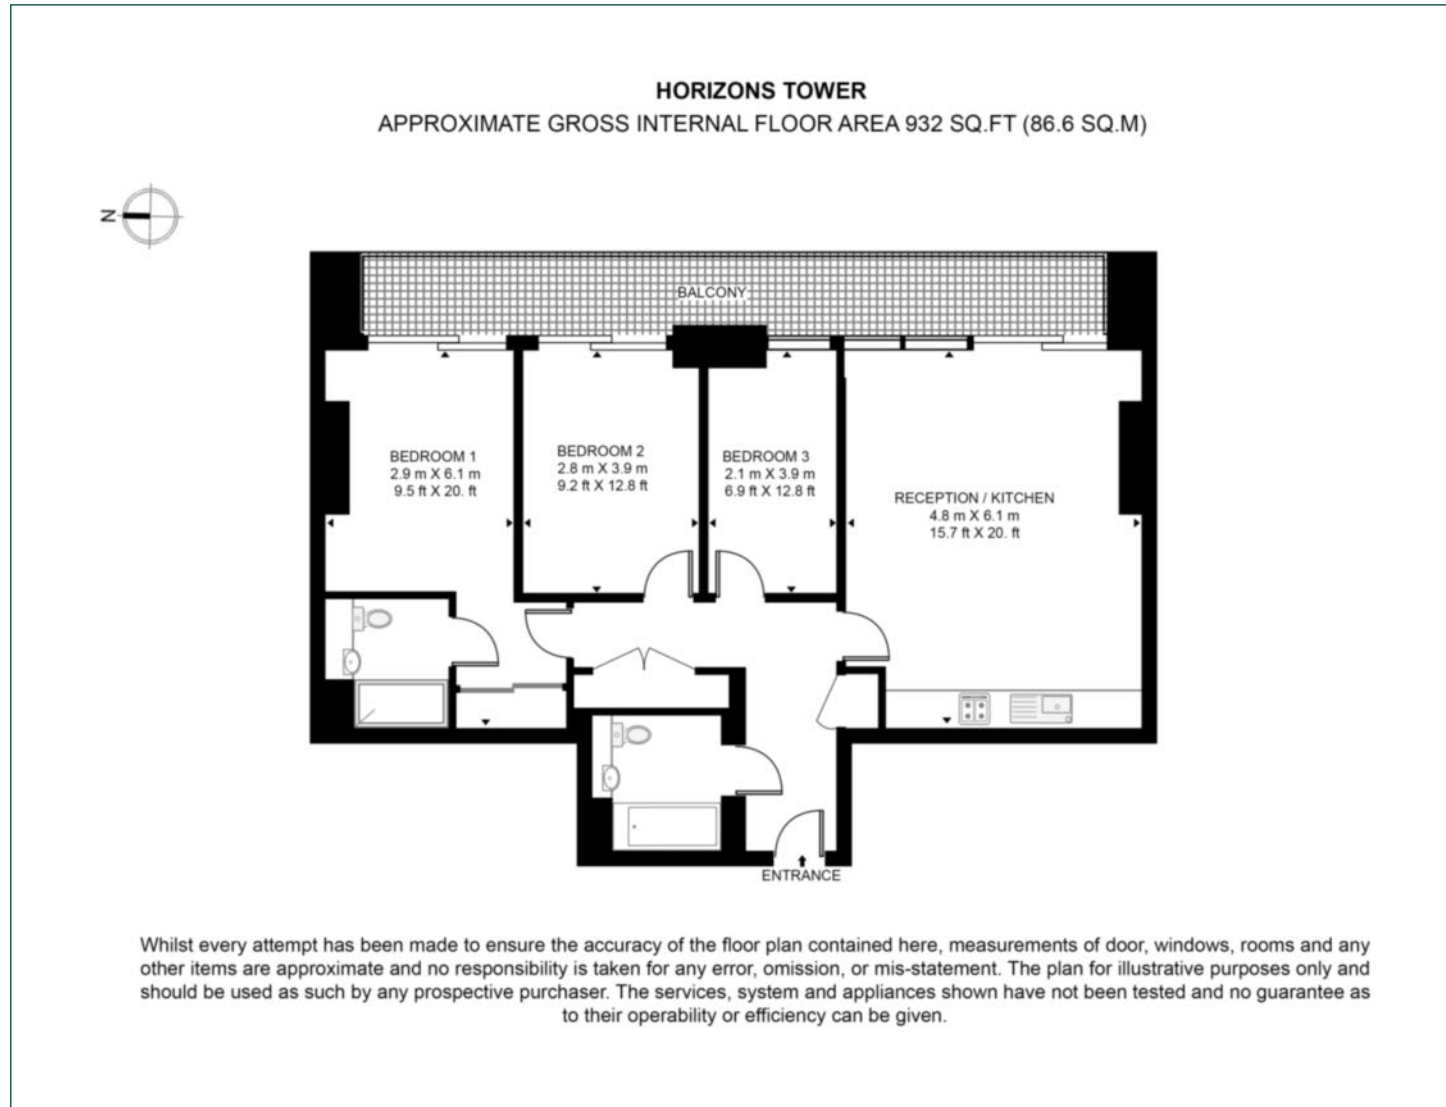 HORIZONS TOWER
APPROXIMATE GROSS INTERNAL FLOOR AREA 932 SQ.FT (86.6 SQ.M)
N
BALCONY
BEDROOM 1
2.9 m X 6.1 m
9.5 ft X 20. ft
BEDROOM 2
2.8 m X 3.9 m
9.2 ft X 12.8 ft
BEDROOM 3
2.1 m X 3.9 m
6.9 ft X 12.8 ft
RECEPTION / KITCHEN
4.8 m X 6.1 m
15.7 ft X 20. ft
ENTRANCE
Whilst every attempt has been made to ensure the accuracy of the floor plan contained here, measurements of door, windows, rooms and any
other items are approximate and no responsibility is taken for any error, omission, or mis-statement. The plan for illustrative purposes only and
should be used as such by any prospective purchaser. The services, system and appliances shown have not been tested and no guarantee as
to their operability or efficiency can be given.